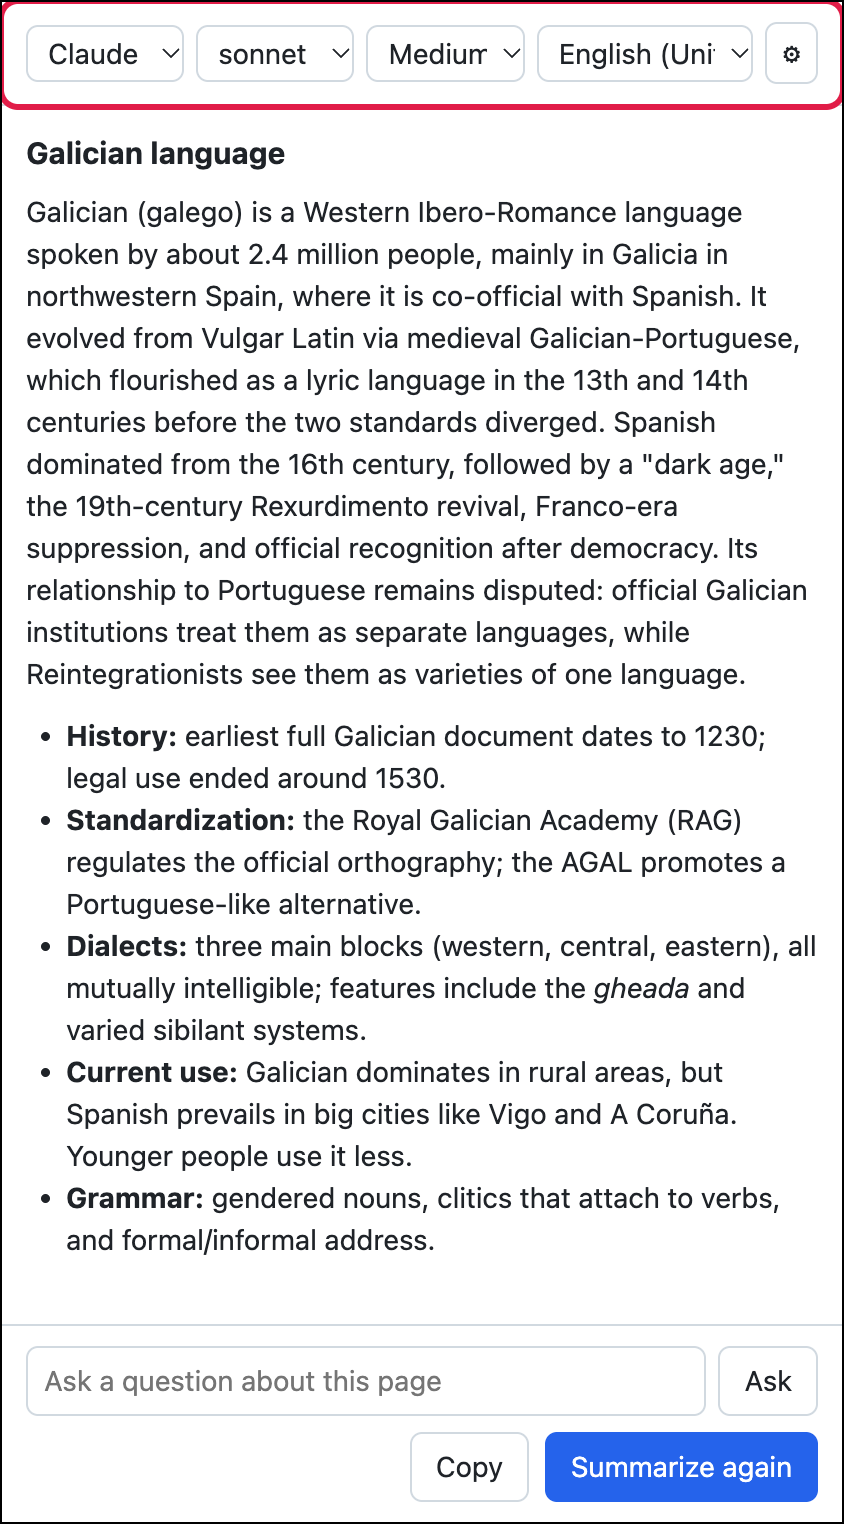 Claude
sonnet
Medium
English (Uni
Galician language
Galician (galego) is a Western Ibero-Romance language
spoken by about 2.4 million people, mainly in Galicia in
northwestern Spain, where it is co-official with Spanish. It
evolved from Vulgar Latin via medieval Galician-Portuguese,
which flourished as a lyric language in the 13th and 14th
centuries before the two standards diverged. Spanish
dominated from the 16th century, followed by a "dark age,"
the 19th-century Rexurdimento revival, Franco-era
suppression, and official recognition after democracy. Its
relationship to Portuguese remains disputed: official Galician
institutions treat them as separate languages, while
Reintegrationists see them as varieties of one language.
• History: earliest full Galician document dates to 1230;
legal use ended around 1530.
• Standardization: the Royal Galician Academy (RAG)
regulates the official orthography; the AGAL promotes a
Portuguese-like alternative.
• Dialects: three main blocks (western, central, eastern), all
mutually intelligible; features include the gheada and
varied sibilant systems.
• Current use: Galician dominates in rural areas, but
Spanish prevails in big cities like Vigo and A Coruña.
Younger people use it less.
• Grammar: gendered nouns, clitics that attach to verbs,
and formal/informal address.
Ask a question about this page
Ask
Copy
Summarize again